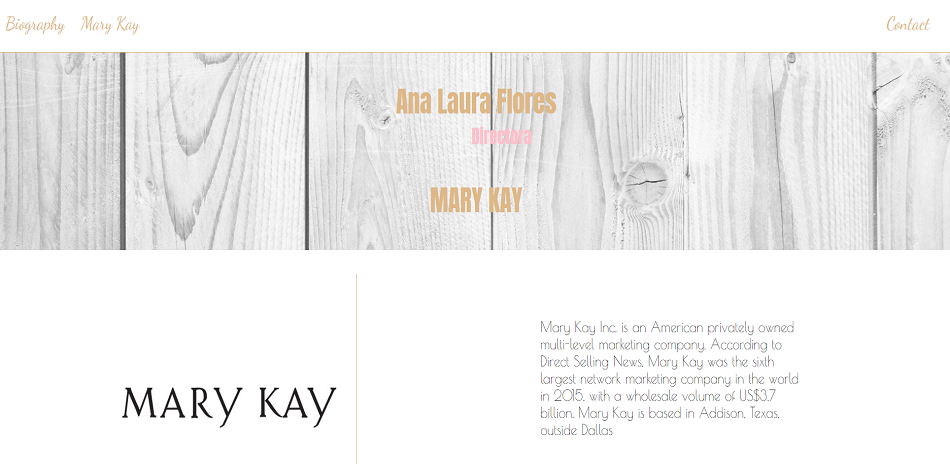 Biography Mary Kay Contact
Ana Laura Flores
Directora
MARY KAY
MARY KAY
Mary Kay Inc. is an American privately owned
multi-level marketing company. According to
Direct Selling News, Mary Kay was the sixth
largest network marketing company in the world
in 2015, with a wholesale volume of US$3.7
billion. Mary Kay is based in Addison, Texas,
outside Dallas